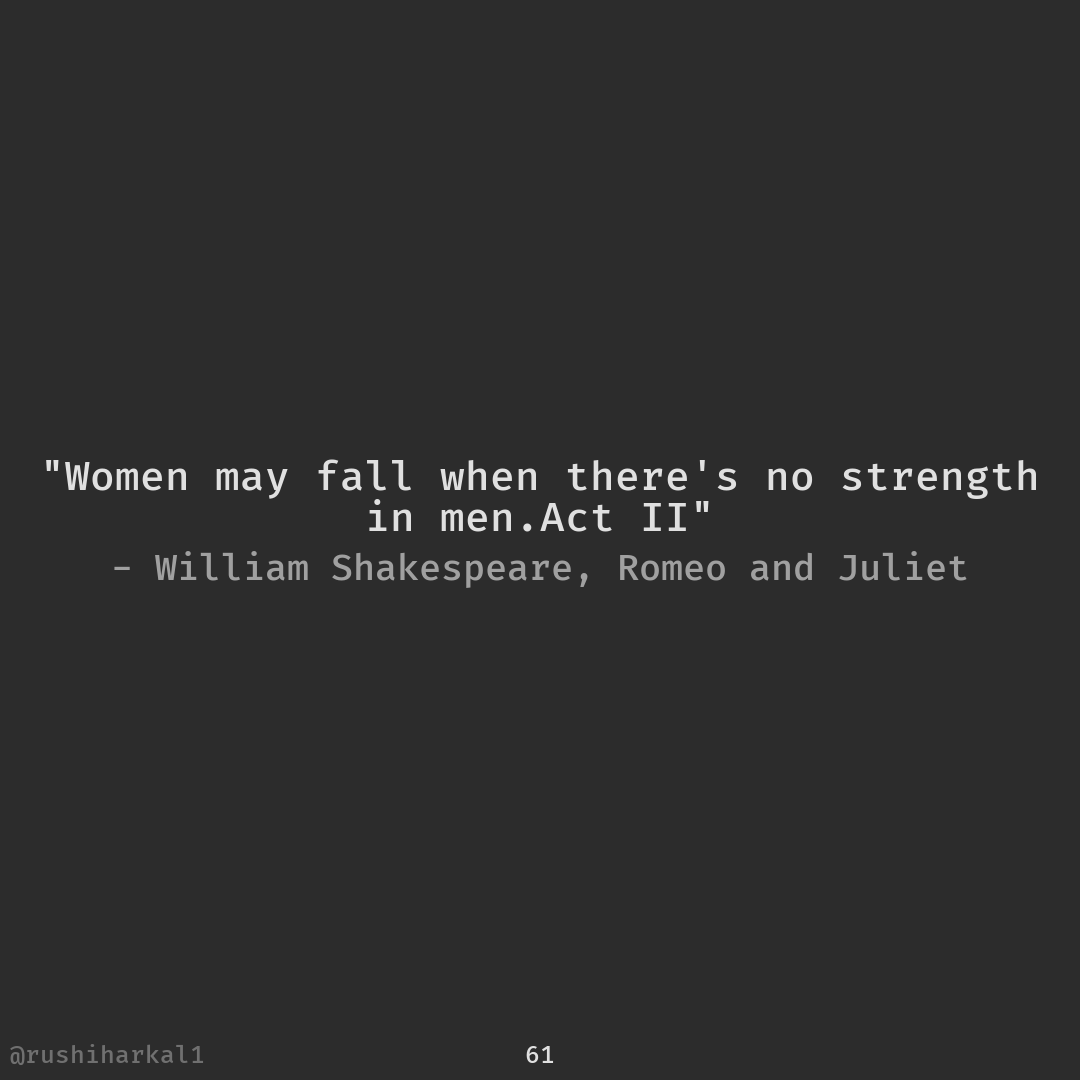 "Women may fall when there's no strength
in men.Act II"
– William Shakespeare, Romeo and Juliet
@rushiharkal1
61